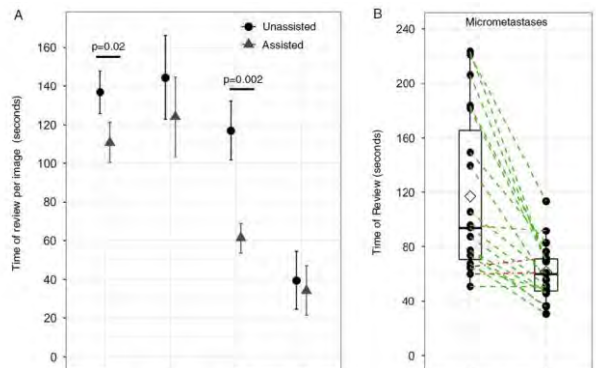 A
Unassisted
Assisted
p=0.02
p=0.002
Time of review per image (seconds)
160
140
120
100
80
60
40
20
0
B
Micrometastases
Time of Review (seconds)
240
200
160
120
80
40
0